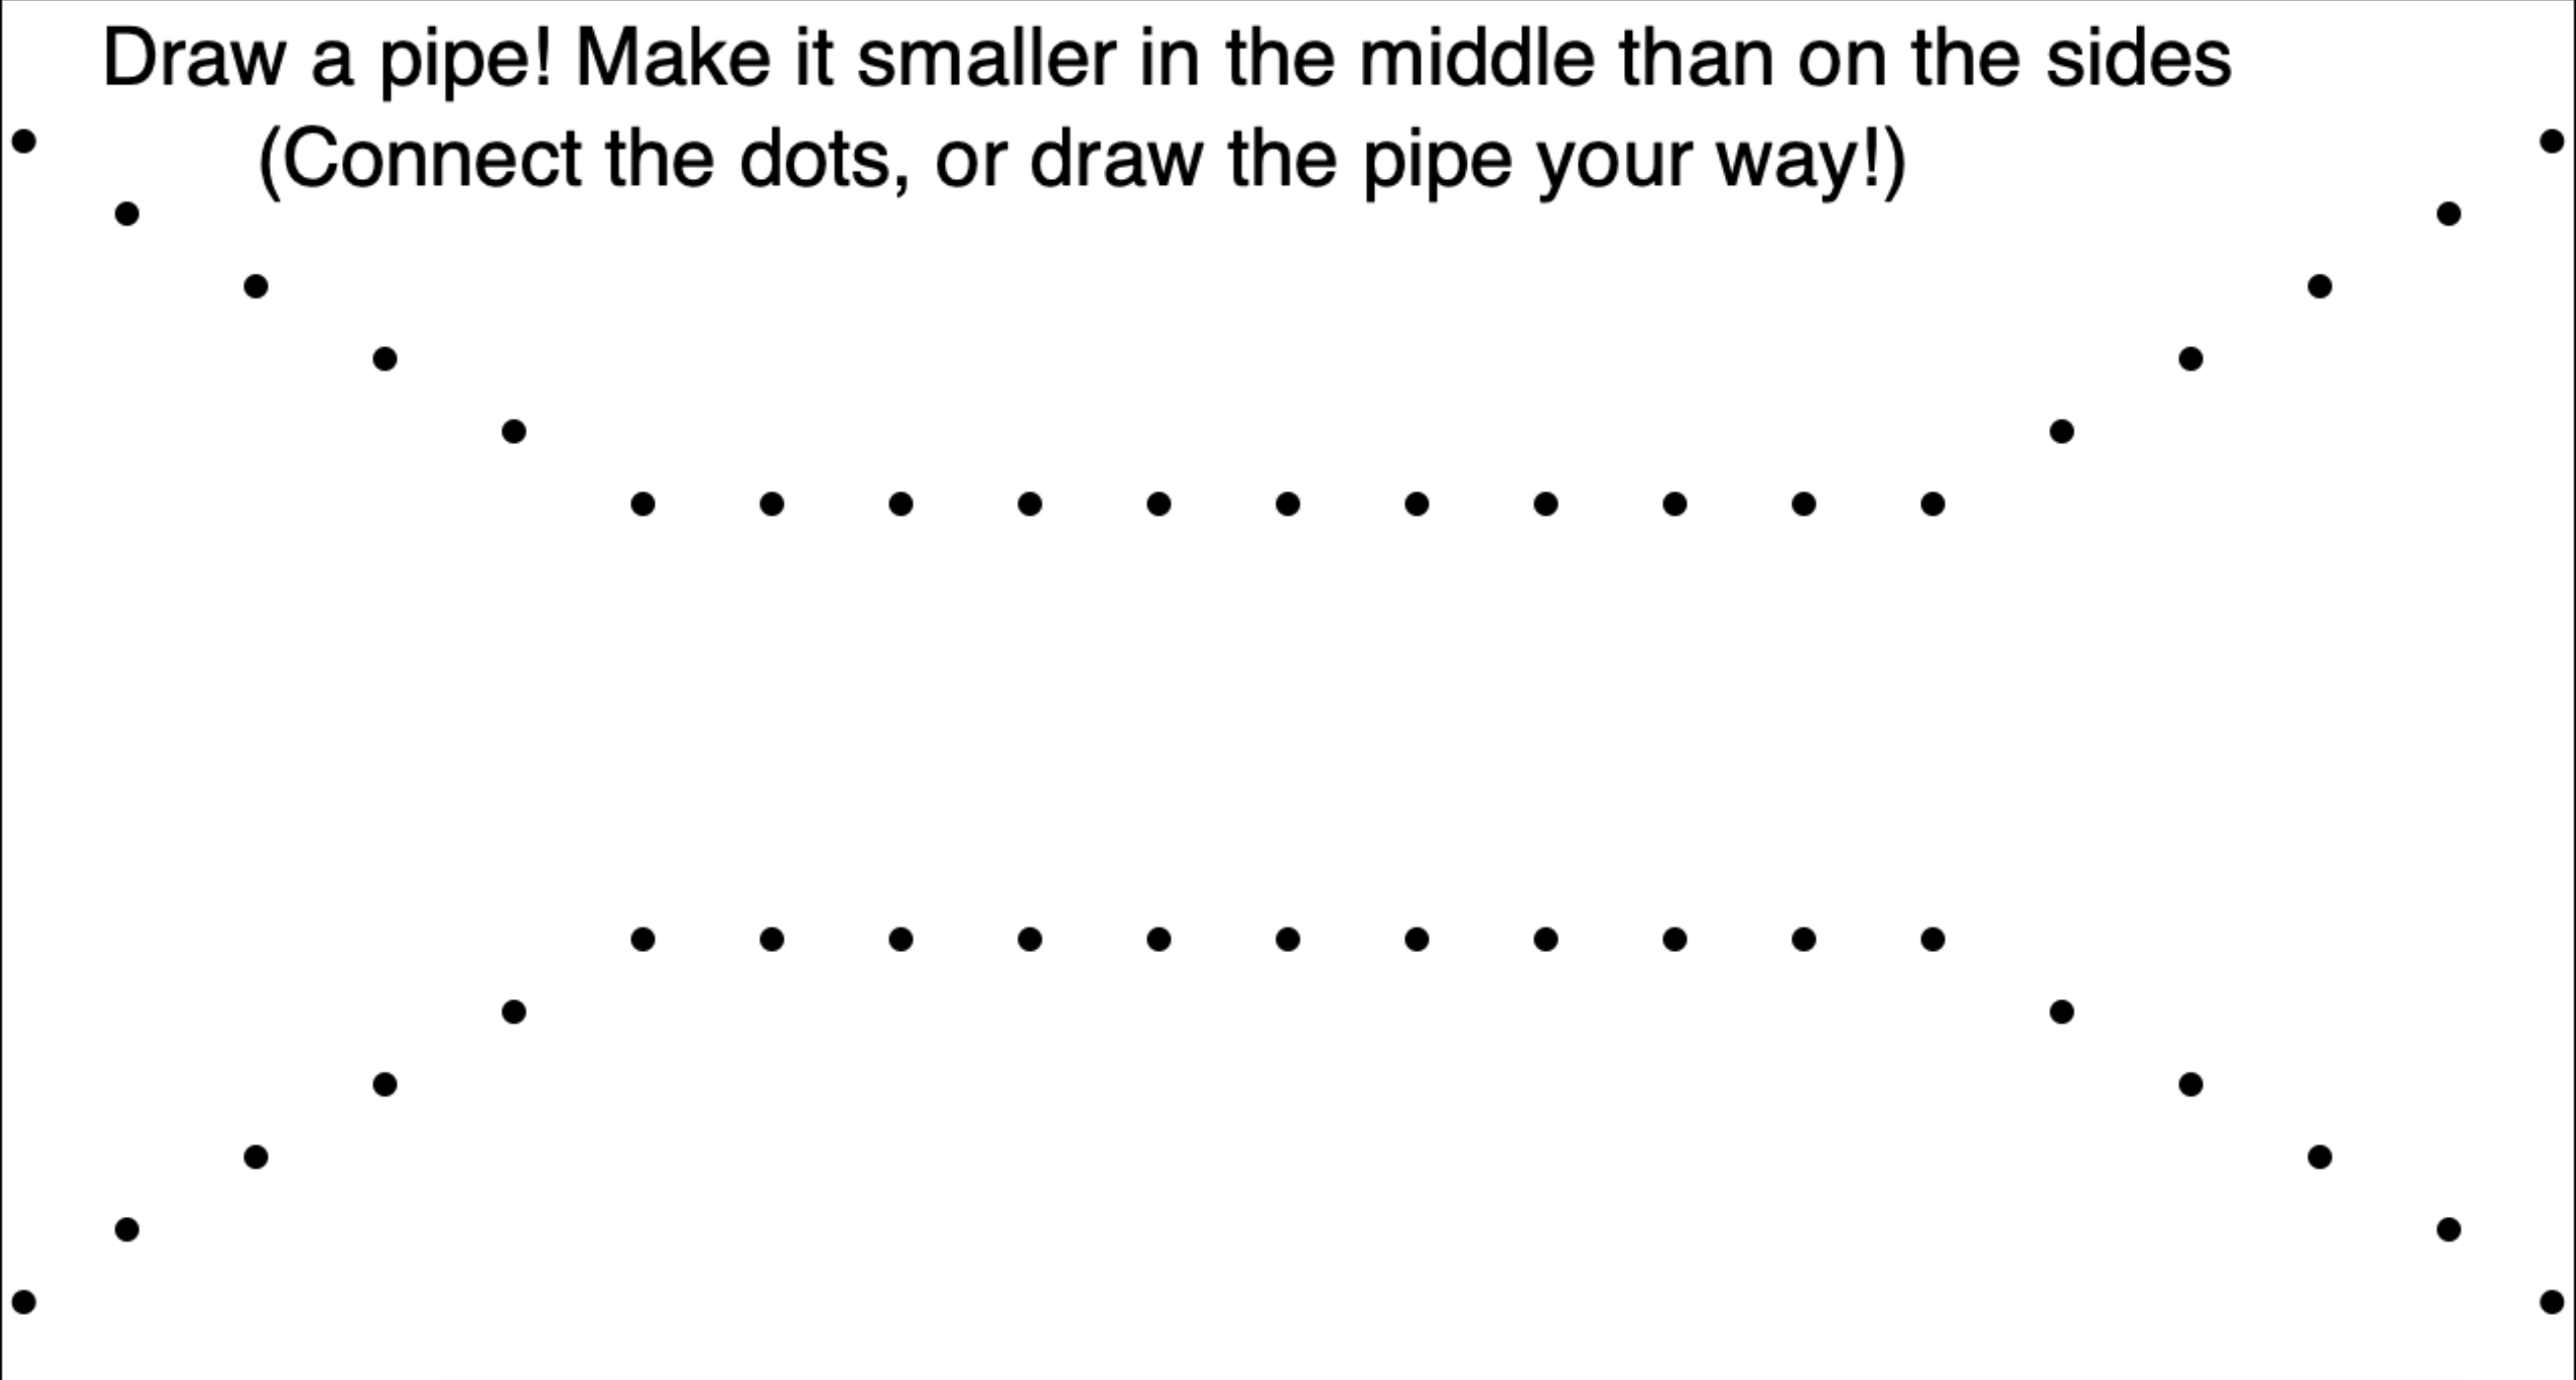 Draw a pipe! Make it smaller in the middle than on the sides
(Connect the dots, or draw the pipe your way!)